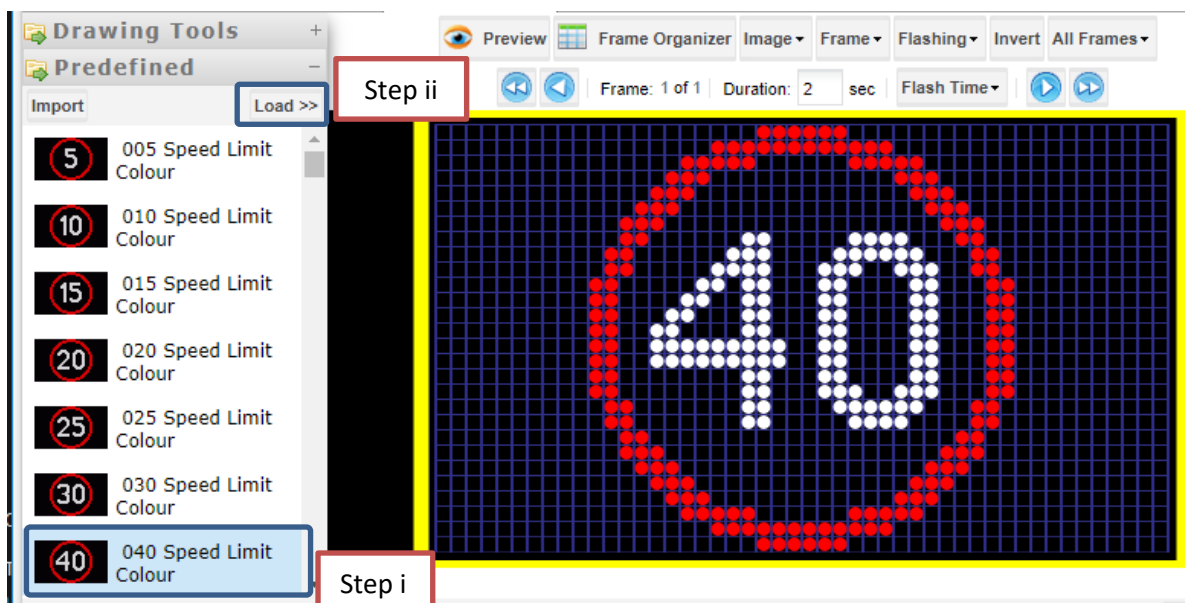 Drawing Tools +
Predefined −
Import Load >>
Step ii
5 005 Speed Limit
Colour
10 010 Speed Limit
Colour
15 015 Speed Limit
Colour
20 020 Speed Limit
Colour
25 025 Speed Limit
Colour
30 030 Speed Limit
Colour
40 040 Speed Limit
Colour
Step i
Preview Frame Organizer Image Frame Flashing Invert All Frames
Frame: 1 of 1 Duration: 2 sec Flash Time
40